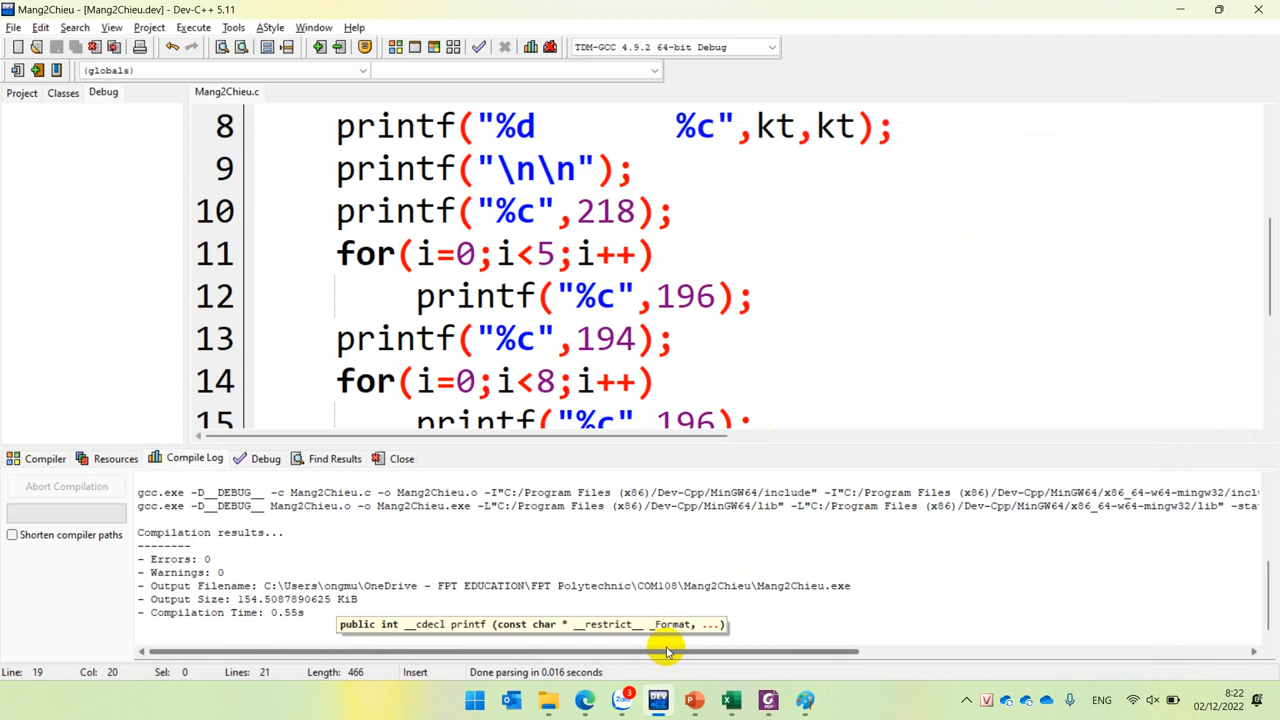 Mang2Chieu - [Mang2Chieu.dev] - Dev-C++ 5.11
File Edit Search View Project Execute Tools AStyle Window Help
TDM-GCC 4.9.2 64-bit Debug
(globals)
Project Classes Debug
Mang2Chieu.c
8 printf("%d %c",kt,kt);
9 printf("\n\n");
10 printf("%c",218);
11 for(i=0;i<5;i++)
12 printf("%c",196);
13 printf("%c",194);
14 for(i=0;i<8;i++)
15 printf("%c",196);
Compiler Resources Compile Log Debug Find Results Close
Abort Compilation
Shorten compiler paths
gcc.exe -D__DEBUG__ -c Mang2Chieu.c -o Mang2Chieu.o -I"C:/Program Files (x86)/Dev-Cpp/MinGW64/include" -I"C:/Program Files (x86)/Dev-Cpp/MinGW64/x86_64-w64-mingw32/inclu
gcc.exe -D__DEBUG__ Mang2Chieu.o -o Mang2Chieu.exe -L"C:/Program Files (x86)/Dev-Cpp/MinGW64/lib" -L"C:/Program Files (x86)/Dev-Cpp/MinGW64/x86_64-w64-mingw32/lib" -sta
Compilation results...
--------
- Errors: 0
- Warnings: 0
- Output Filename: C:\Users\ongmu\OneDrive - FPT EDUCATION\FPT Polytechnic\COM108\Mang2Chieu\Mang2Chieu.exe
- Output Size: 154.5087890625 KiB
- Compilation Time: 0.55s
public int __cdecl printf (const char * __restrict__ _Format, ...)
Line: 19 Col: 20 Sel: 0 Lines: 21 Length: 466 Insert Done parsing in 0.016 seconds
Zalo 3
DEV
ENG
8:22
02/12/2022